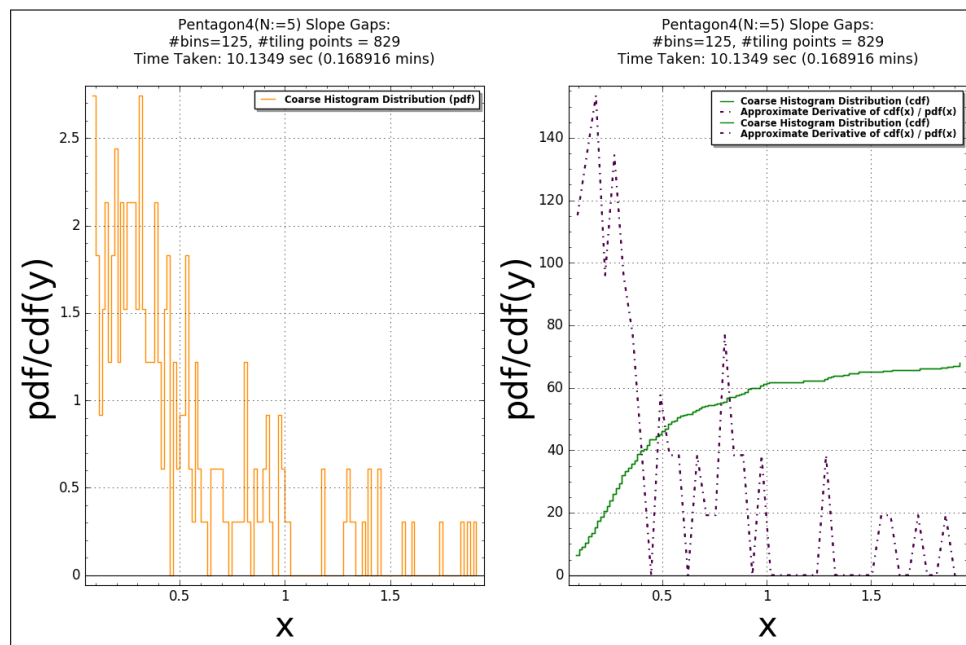 Pentagon4(N:=5) Slope Gaps:
#bins=125, #tiling points = 829
Time Taken: 10.1349 sec (0.168916 mins)
Coarse Histogram Distribution (pdf)
pdf/cdf(y)
2.5
2
1.5
1
0.5
0
0.5
1
1.5
x
Pentagon4(N:=5) Slope Gaps:
#bins=125, #tiling points = 829
Time Taken: 10.1349 sec (0.168916 mins)
Coarse Histogram Distribution (cdf)
Approximate Derivative of cdf(x) / pdf(x)
Coarse Histogram Distribution (cdf)
Approximate Derivative of cdf(x) / pdf(x)
pdf/cdf(y)
140
120
100
80
60
40
20
0
0.5
1
1.5
x